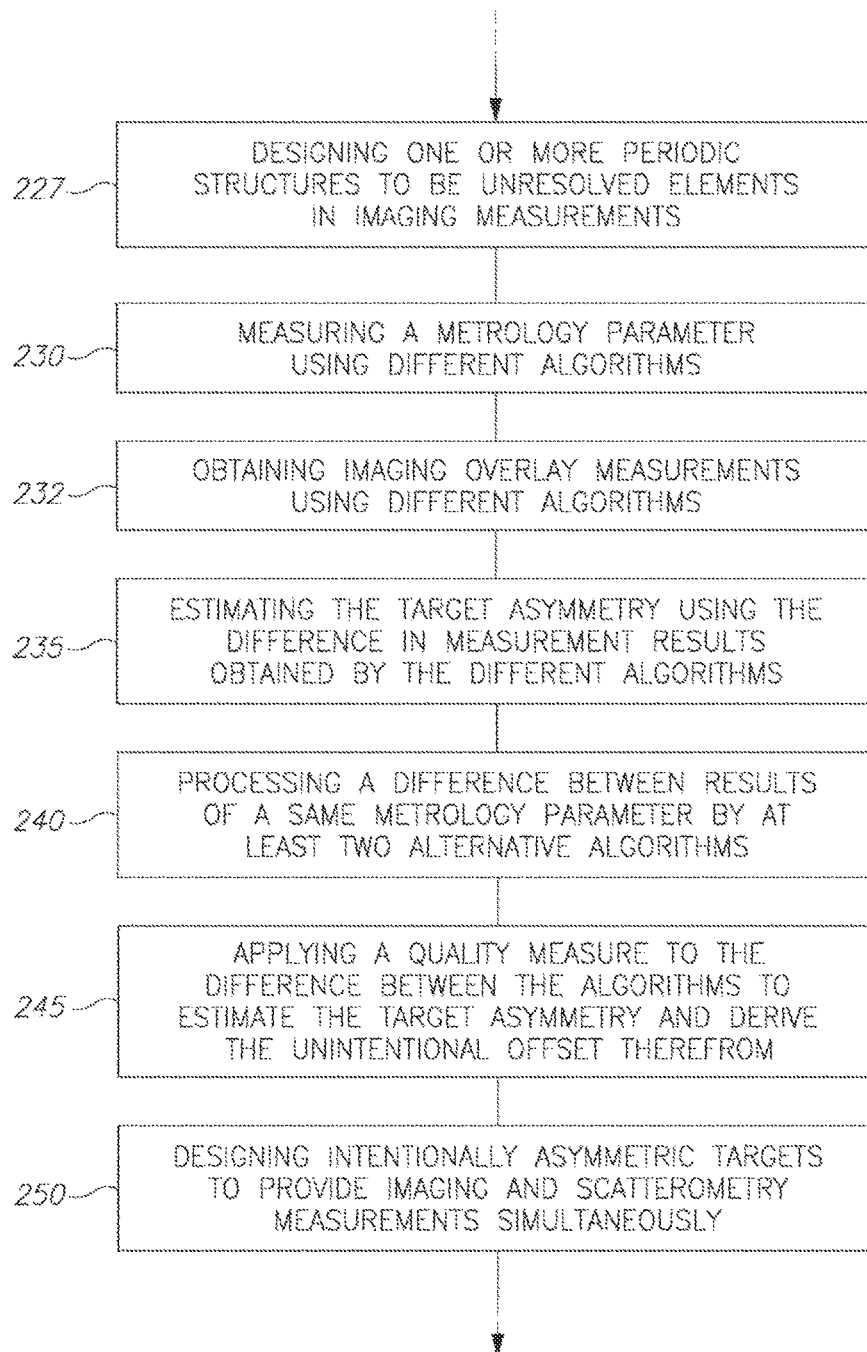 227
DESIGNING ONE OR MORE PERIODIC
STRUCTURES TO BE UNRESOLVED ELEMENTS
IN IMAGING MEASUREMENTS
230
MEASURING A METROLOGY PARAMETER
USING DIFFERENT ALGORITHMS
232
OBTAINING IMAGING OVERLAY MEASUREMENTS
USING DIFFERENT ALGORITHMS
235
ESTIMATING THE TARGET ASYMMETRY USING THE
DIFFERENCE IN MEASUREMENT RESULTS
OBTAINED BY THE DIFFERENT ALGORITHMS
240
PROCESSING A DIFFERENCE BETWEEN RESULTS
OF A SAME METROLOGY PARAMETER BY AT
LEAST TWO ALTERNATIVE ALGORITHMS
245
APPLYING A QUALITY MEASURE TO THE
DIFFERENCE BETWEEN THE ALGORITHMS TO
ESTIMATE THE TARGET ASYMMETRY AND DERIVE
THE UNINTENTIONAL OFFSET THEREFROM
250
DESIGNING INTENTIONALLY ASYMMETRIC TARGETS
TO PROVIDE IMAGING AND SCATTEROMETRY
MEASUREMENTS SIMULTANEOUSLY